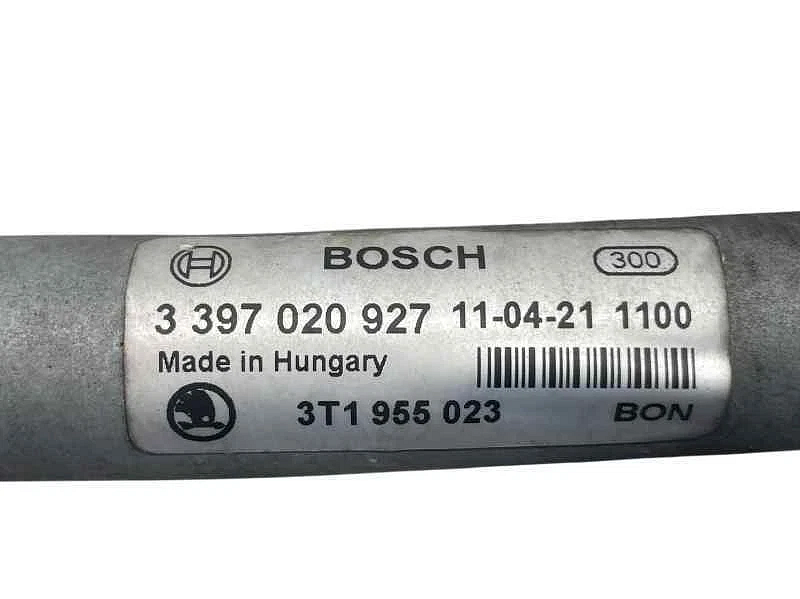 BOSCH 300
3 397 020 927 11-04-21 1100
Made in Hungary
3T1 955 023 BON